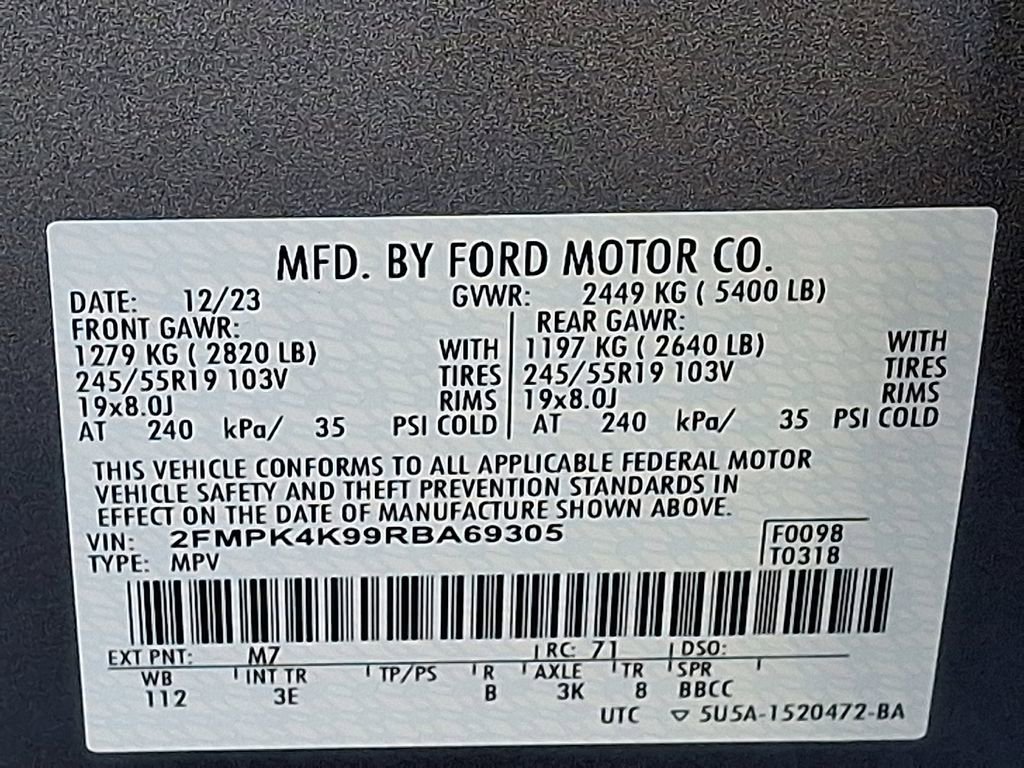 MFD. BY FORD MOTOR CO.
DATE: 12/23 GVWR: 2449 KG ( 5400 LB)
FRONT GAWR: REAR GAWR:
1279 KG ( 2820 LB) WITH 1197 KG ( 2640 LB) WITH
245/55R19 103V TIRES 245/55R19 103V TIRES
19x8.0J RIMS 19x8.0J RIMS
AT 240 kPa/ 35 PSI COLD AT 240 kPa/ 35 PSI COLD
THIS VEHICLE CONFORMS TO ALL APPLICABLE FEDERAL MOTOR
VEHICLE SAFETY AND THEFT PREVENTION STANDARDS IN
EFFECT ON THE DATE OF MANUFACTURE SHOWN ABOVE.
VIN: 2FMPK4K99RBA69305 F0098
TYPE: MPV T0318
EXT PNT: M7 RC: 71 DSO:
WB INT TR TP/PS R AXLE TR SPR
112 3E B 3K 8 BBCC
UTC ▽ 5U5A-1520472-BA